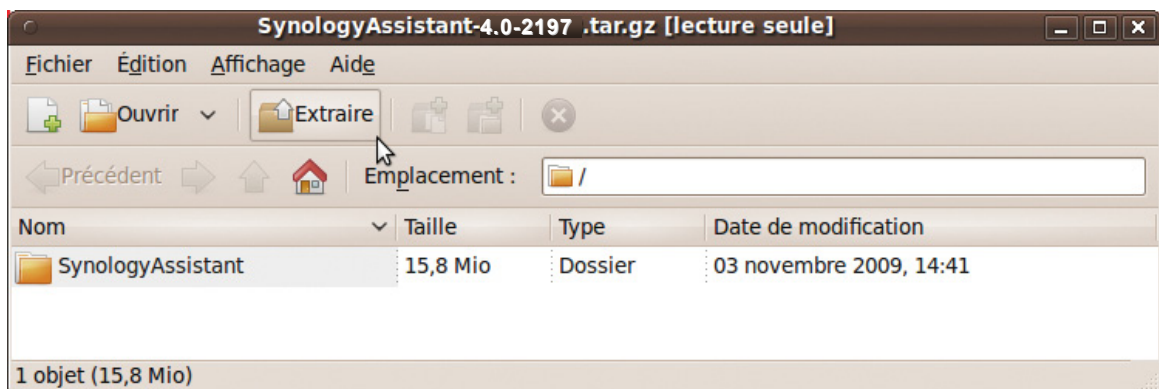 SynologyAssistant-4.0-2197 .tar.gz [lecture seule]
Fichier Édition Affichage Aide
Ouvrir Extraire
Précédent Emplacement : /
Nom Taille Type Date de modification
SynologyAssistant 15,8 Mio Dossier 03 novembre 2009, 14:41
1 objet (15,8 Mio)